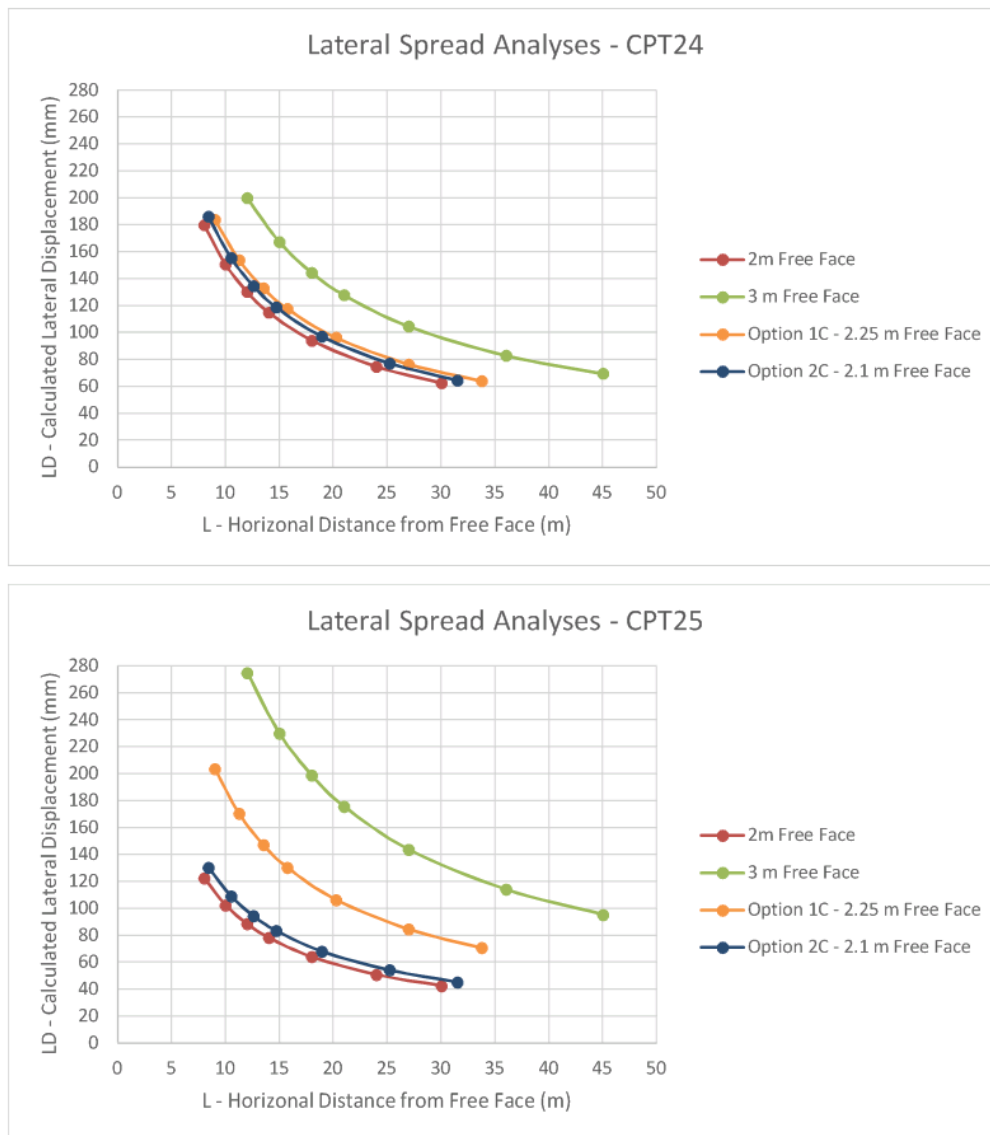 Lateral Spread Analyses - CPT24
LD - Calculated Lateral Displacement (mm)
280
260
240
220
200
180
160
140
120
100
80
60
40
20
0
0 5 10 15 20 25 30 35 40 45 50
L - Horizonal Distance from Free Face (m)
2m Free Face
3 m Free Face
Option 1C - 2.25 m Free Face
Option 2C - 2.1 m Free Face
Lateral Spread Analyses - CPT25
LD - Calculated Lateral Displacement (mm)
280
260
240
220
200
180
160
140
120
100
80
60
40
20
0
0 5 10 15 20 25 30 35 40 45 50
L - Horizonal Distance from Free Face (m)
2m Free Face
3 m Free Face
Option 1C - 2.25 m Free Face
Option 2C - 2.1 m Free Face